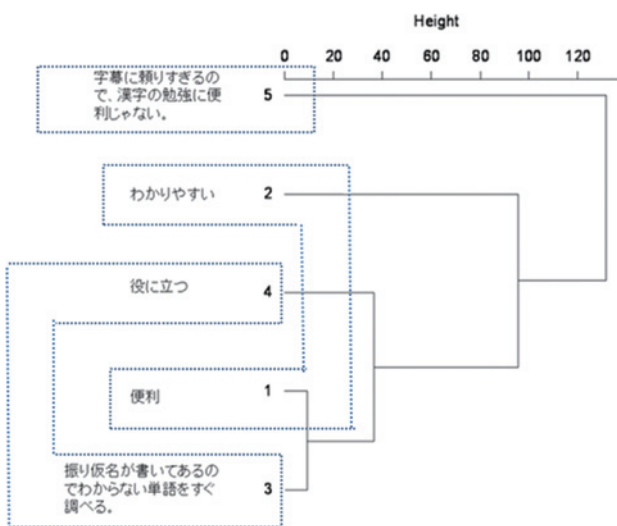 Height
0 20 40 60 80 100 120
字幕に頼りすぎるの
で、漢字の勉強に便
利じゃない。
5
わかりやすい 2
役に立つ 4
便利 1
振り仮名が書いてあるの
でわからない単語をすぐ
調べる。
3